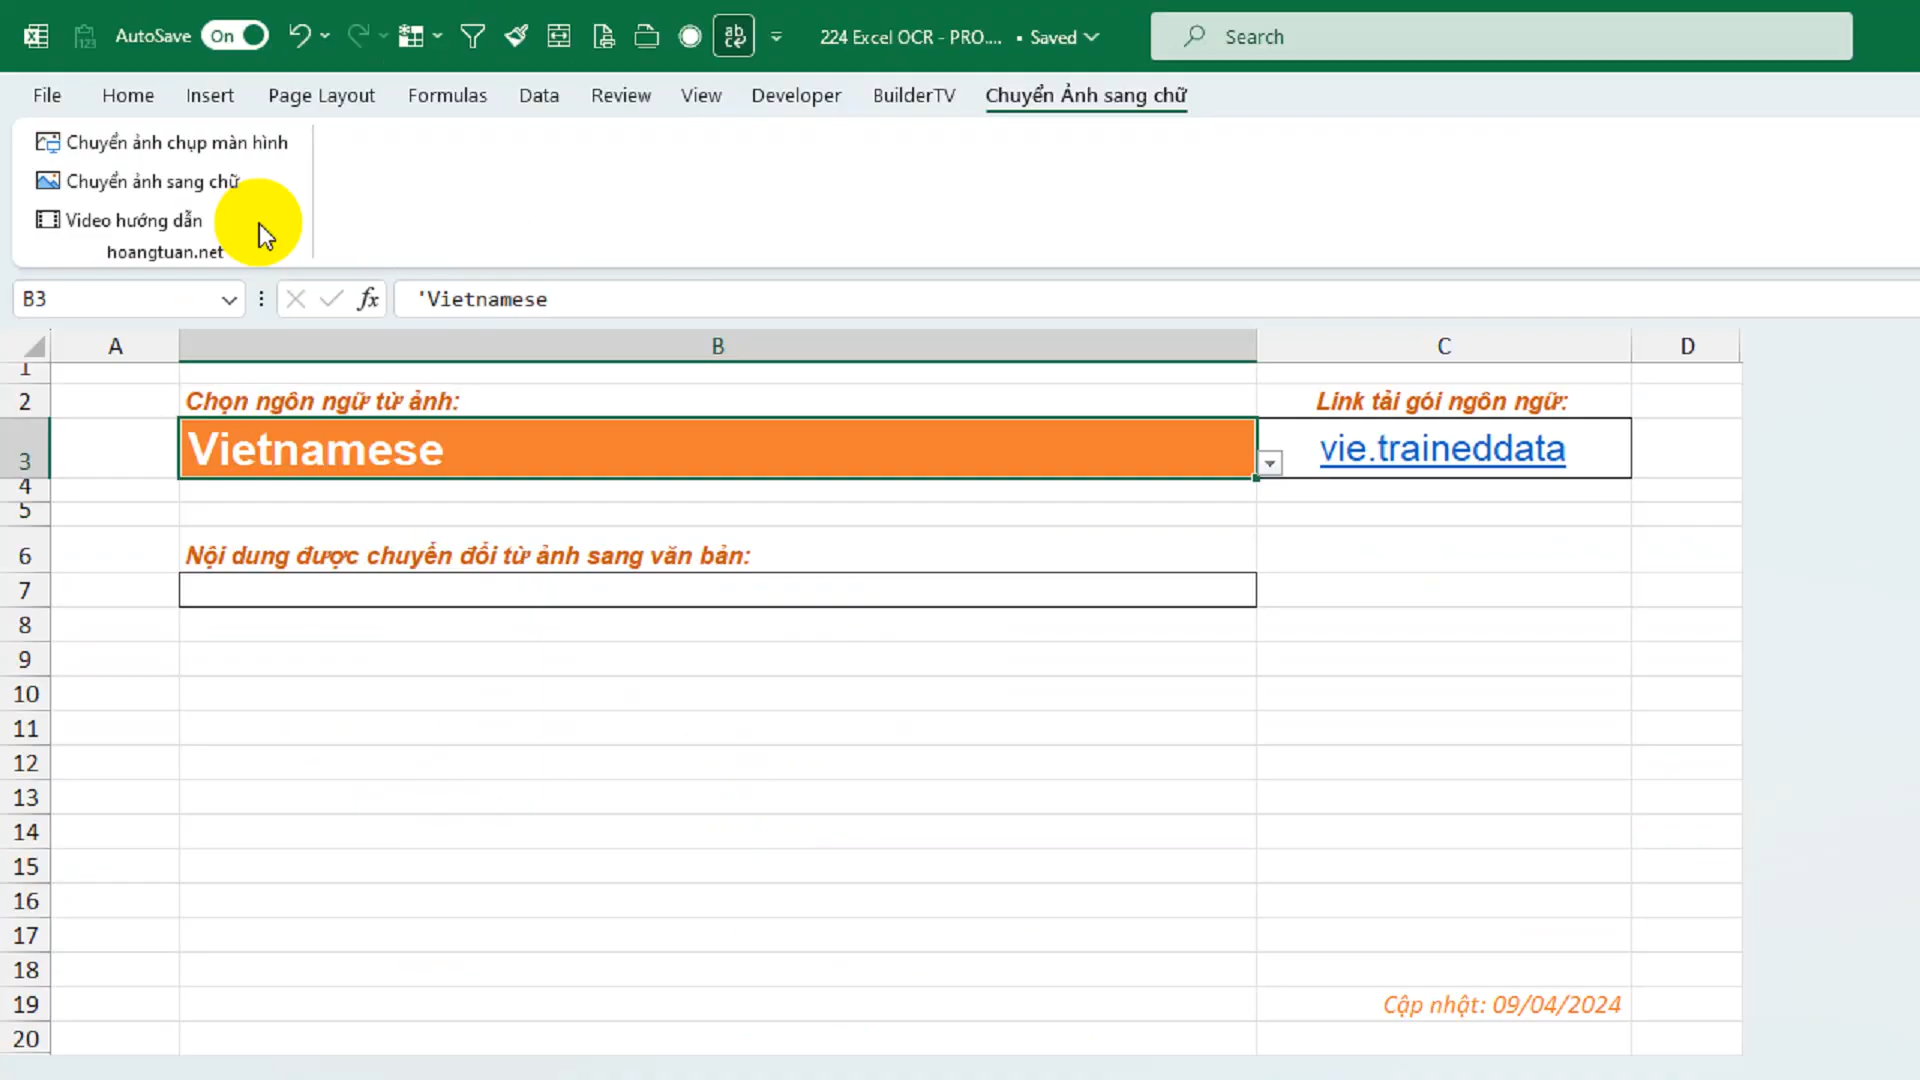 AutoSave On 224 Excel OCR - PRO.... • Saved Search
File Home Insert Page Layout Formulas Data Review View Developer BuilderTV Chuyển Ảnh sang chữ
Chuyển ảnh chụp màn hình
Chuyển ảnh sang chữ
Video hướng dẫn
hoangtuan.net
B3 fx 'Vietnamese
A B C D
1
2 Chọn ngôn ngữ từ ảnh: Link tải gói ngôn ngữ:
3 Vietnamese vie.traineddata
4
5
6 Nội dung được chuyển đổi từ ảnh sang văn bản:
7
8
9
10
11
12
13
14
15
16
17
18
19 Cập nhật: 09/04/2024
20